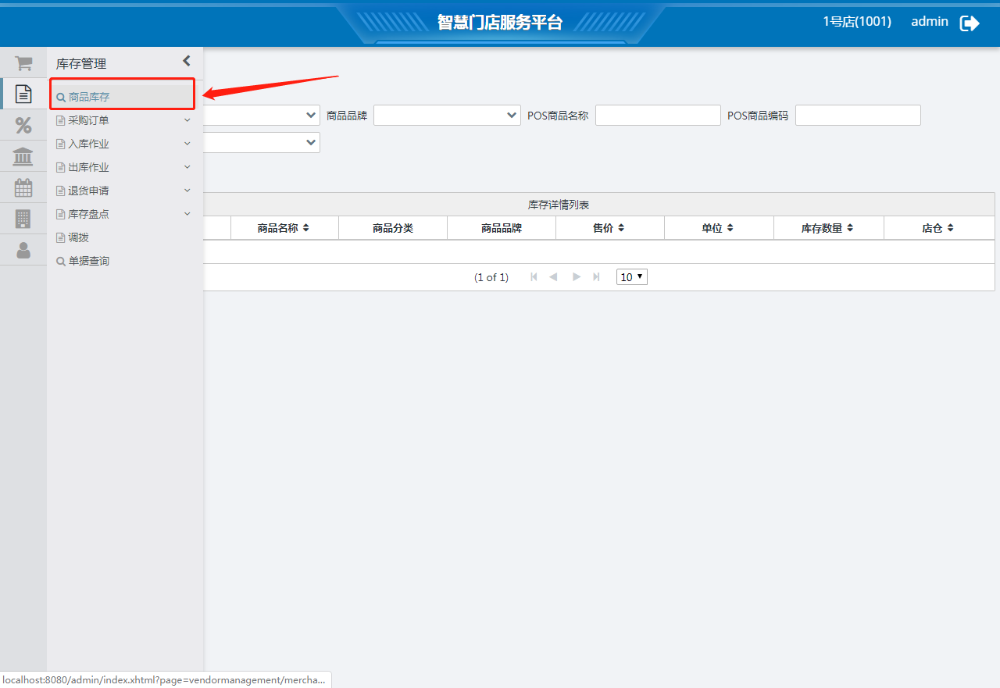 智慧门店服务平台
1号店(1001) admin
库存管理
商品库存
采购订单
入库作业
出库作业
退货申请
库存盘点
调拨
单据查询
商品品牌 POS商品名称 POS商品编码
库存详情列表
商品名称 商品分类 商品品牌 售价 单位 库存数量 店仓
(1 of 1) 10
localhost:8080/admin/index.xhtml?page=vendormanagement/mercha...